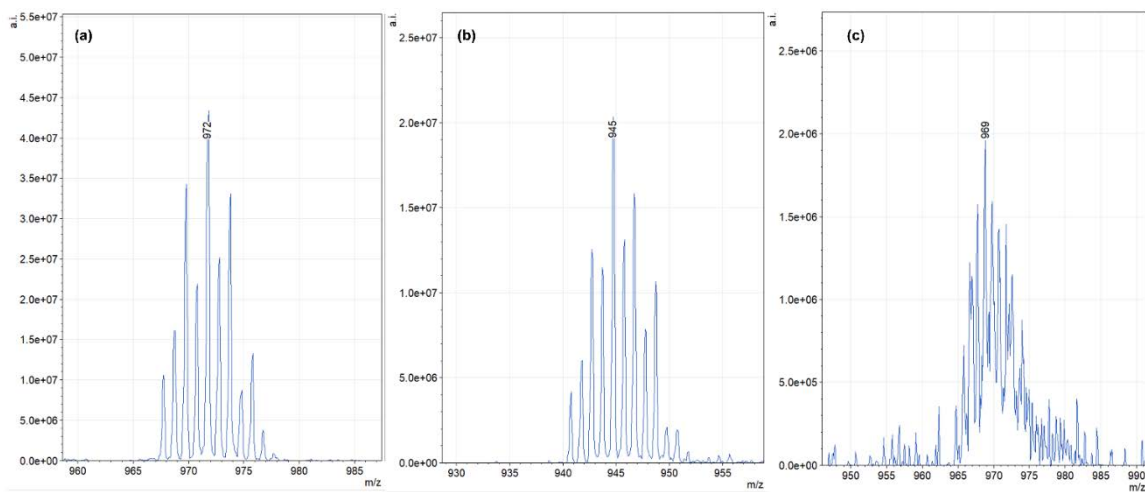 a.i.
5.5e+07
(a)
5.0e+07
4.5e+07
972
4.0e+07
3.5e+07
3.0e+07
2.5e+07
2.0e+07
1.5e+07
1.0e+07
5.0e+06
0.0e+00
960 965 970 975 980 985
m/z
a.i.
2.5e+07
(b)
945
2.0e+07
1.5e+07
1.0e+07
5.0e+06
0.0e+00
930 935 940 945 950 955
m/z
a.i.
(c)
2.5e+06
969
2.0e+06
1.5e+06
1.0e+06
5.0e+05
0.0e+00
950 955 960 965 970 975 980 985 990
m/z